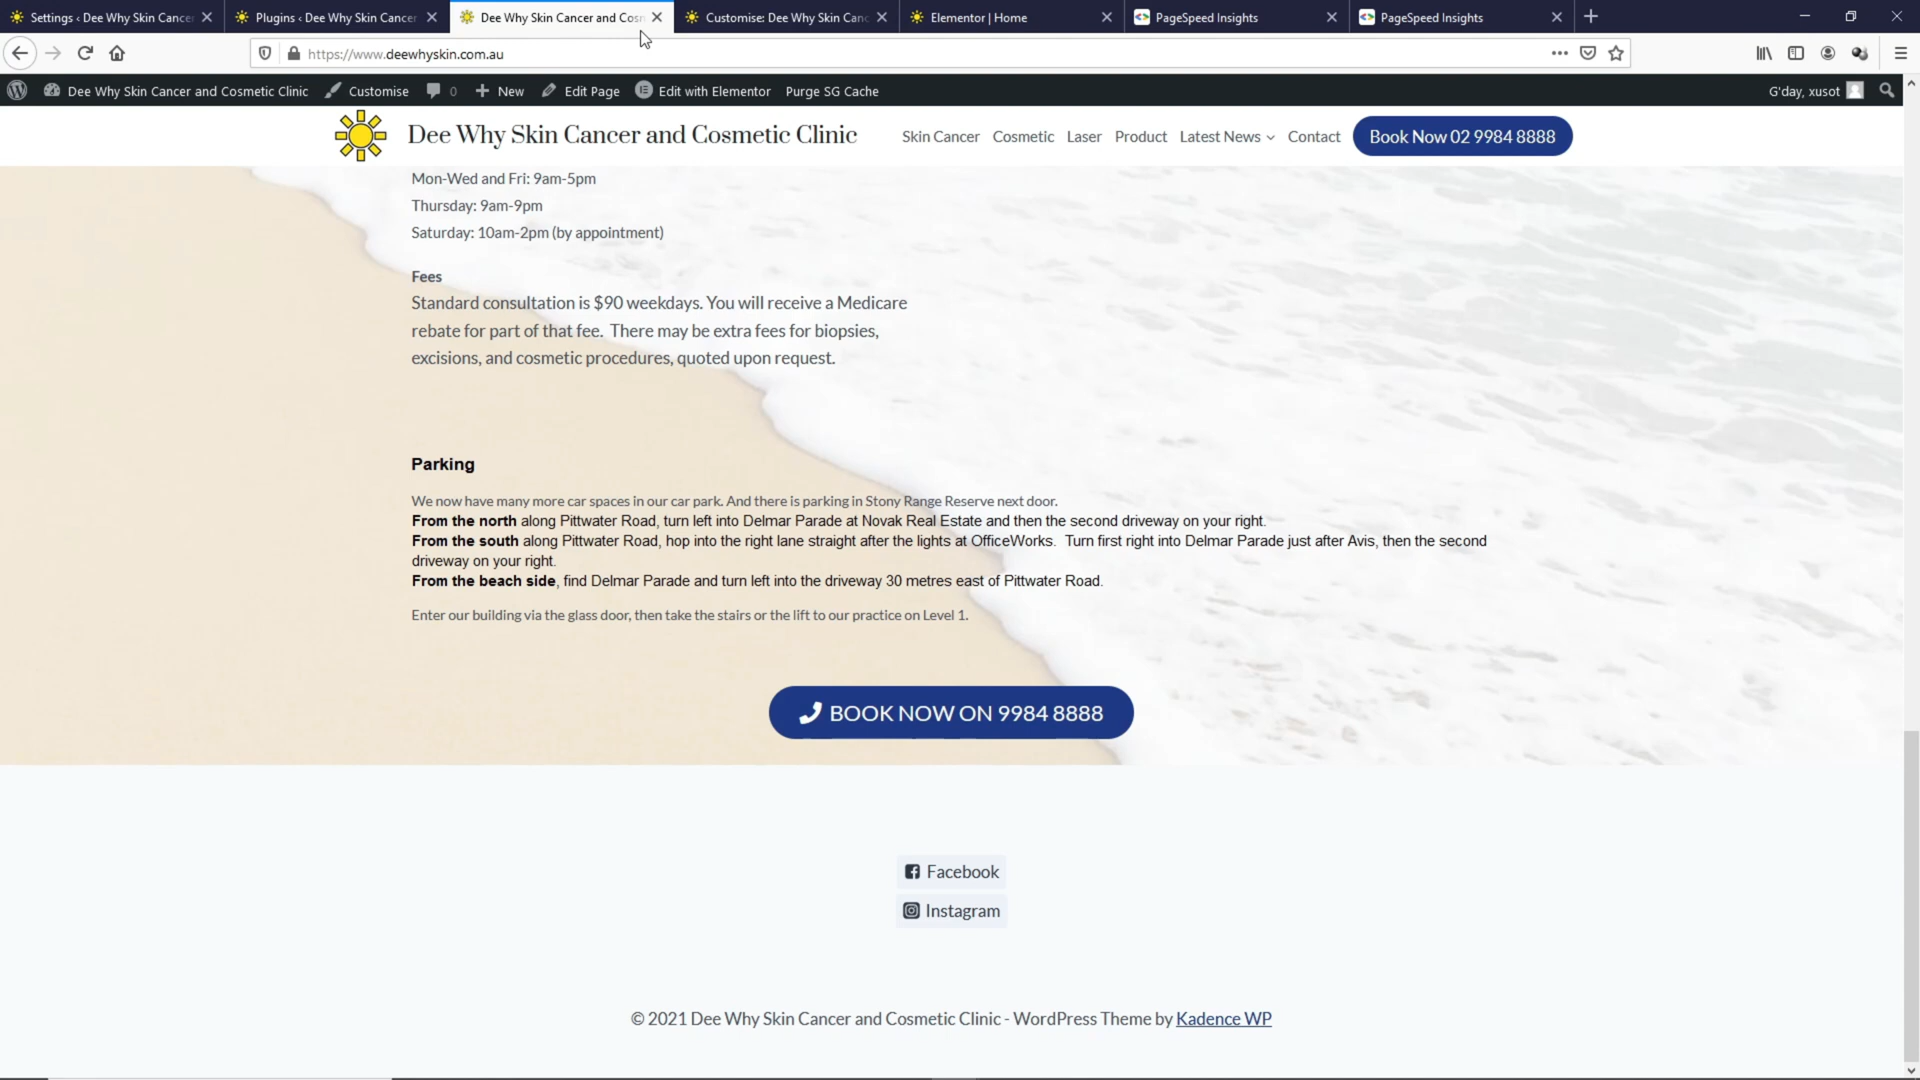 Settings ‹ Dee Why Skin Cancer
Plugins ‹ Dee Why Skin Cancer
Dee Why Skin Cancer and Cosm
Customise: Dee Why Skin Canc
Elementor | Home
PageSpeed Insights
PageSpeed Insights
https://www.deewhyskin.com.au
Dee Why Skin Cancer and Cosmetic Clinic
Customise
0
New
Edit Page
Edit with Elementor
Purge SG Cache
G'day, xusot
Dee Why Skin Cancer and Cosmetic Clinic
Skin Cancer
Cosmetic
Laser
Product
Latest News
Contact
Book Now 02 9984 8888
Mon-Wed and Fri: 9am-5pm
Thursday: 9am-9pm
Saturday: 10am-2pm (by appointment)
Fees
Standard consultation is $90 weekdays. You will receive a Medicare
rebate for part of that fee. There may be extra fees for biopsies,
excisions, and cosmetic procedures, quoted upon request.
Parking
We now have many more car spaces in our car park. And there is parking in Stony Range Reserve next door.
From the north along Pittwater Road, turn left into Delmar Parade at Novak Real Estate and then the second driveway on your right.
From the south along Pittwater Road, hop into the right lane straight after the lights at OfficeWorks. Turn first right into Delmar Parade just after Avis, then the second
driveway on your right.
From the beach side, find Delmar Parade and turn left into the driveway 30 metres east of Pittwater Road.
Enter our building via the glass door, then take the stairs or the lift to our practice on Level 1.
BOOK NOW ON 9984 8888
Facebook
Instagram
© 2021 Dee Why Skin Cancer and Cosmetic Clinic - WordPress Theme by Kadence WP